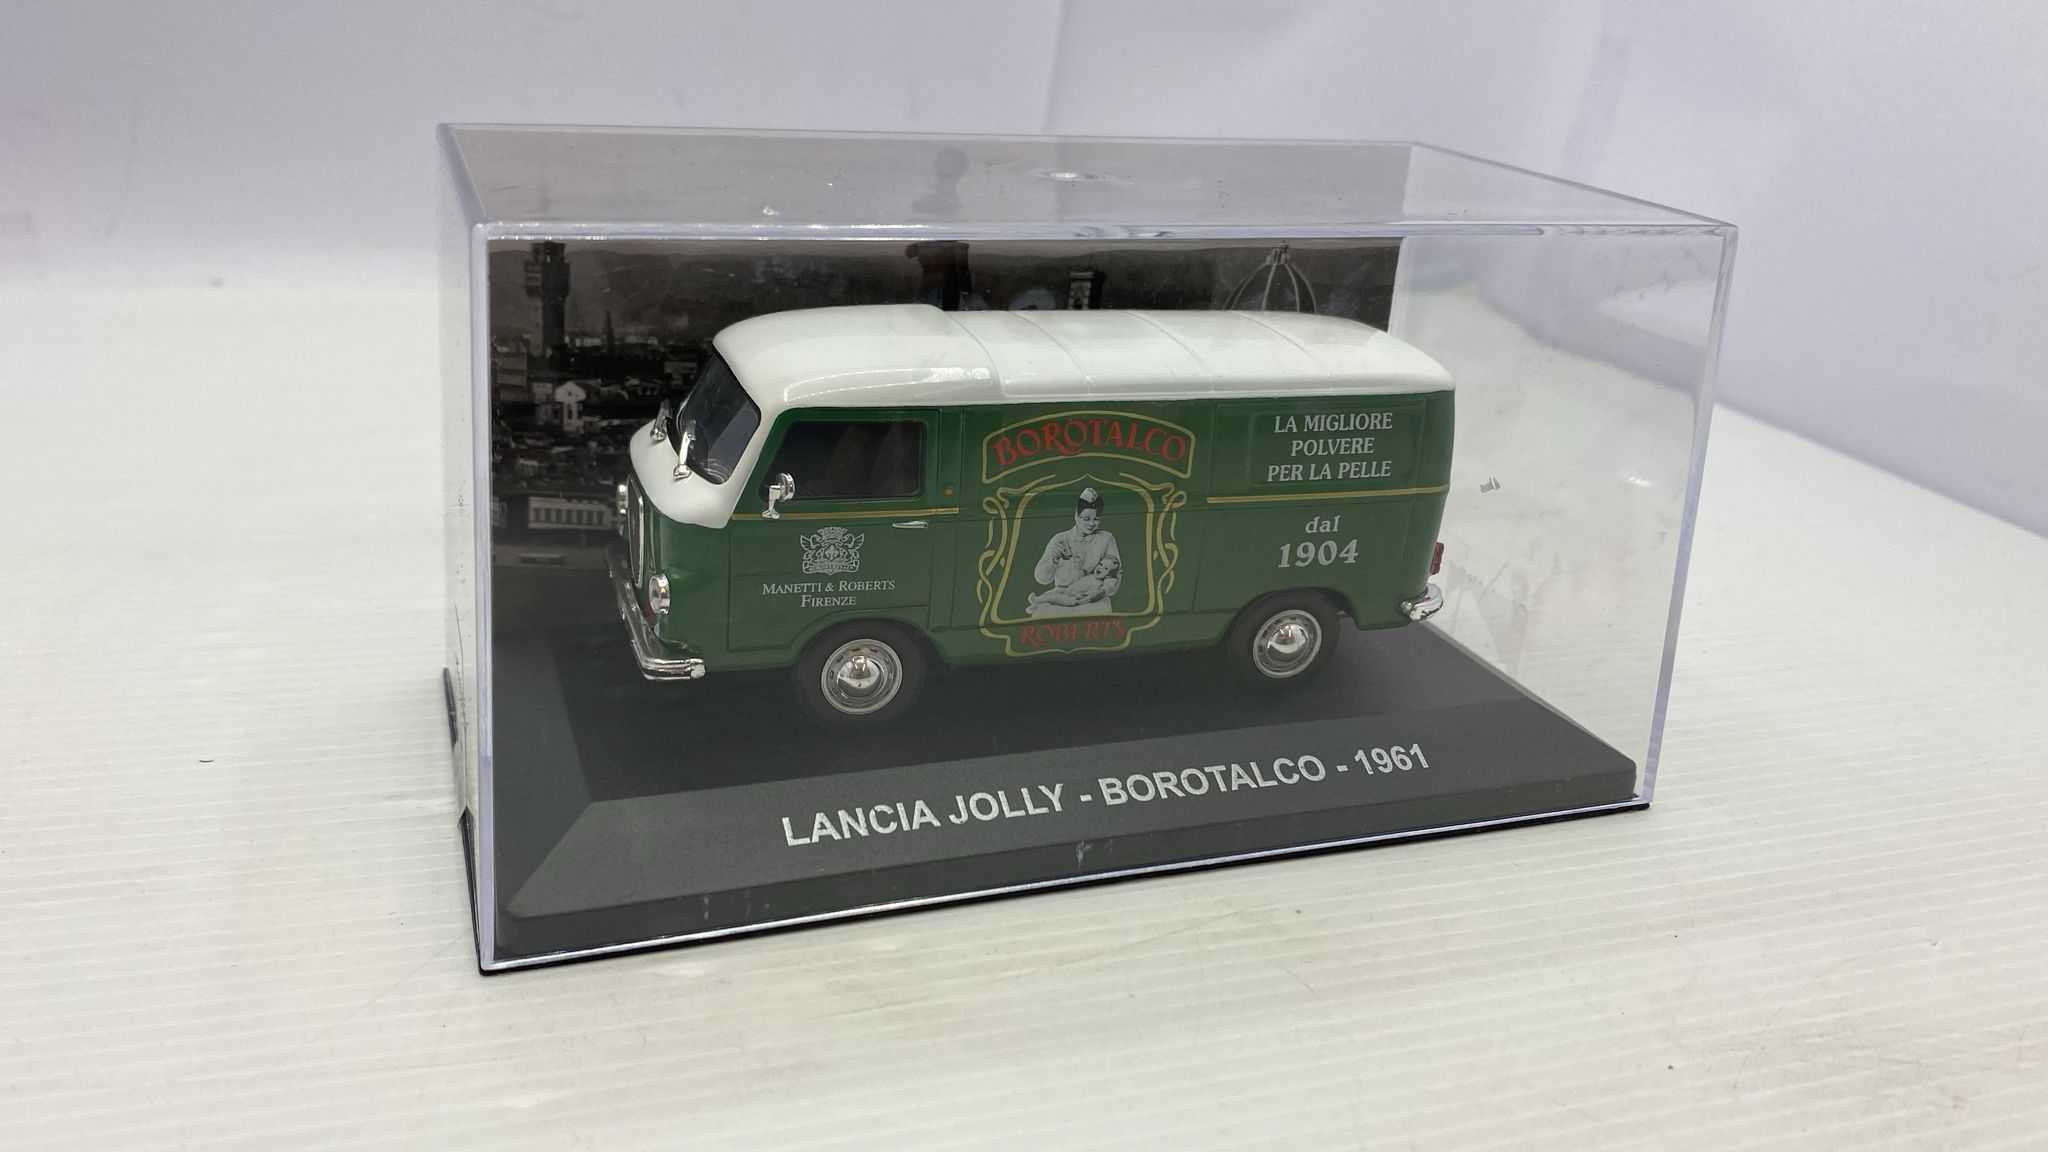 BOROTALCO
ROBERTS
LA MIGLIORE
POLVERE
PER LA PELLE
dal
1904
MANETTI & ROBERTS
FIRENZE
LANCIA JOLLY - BOROTALCO - 1961